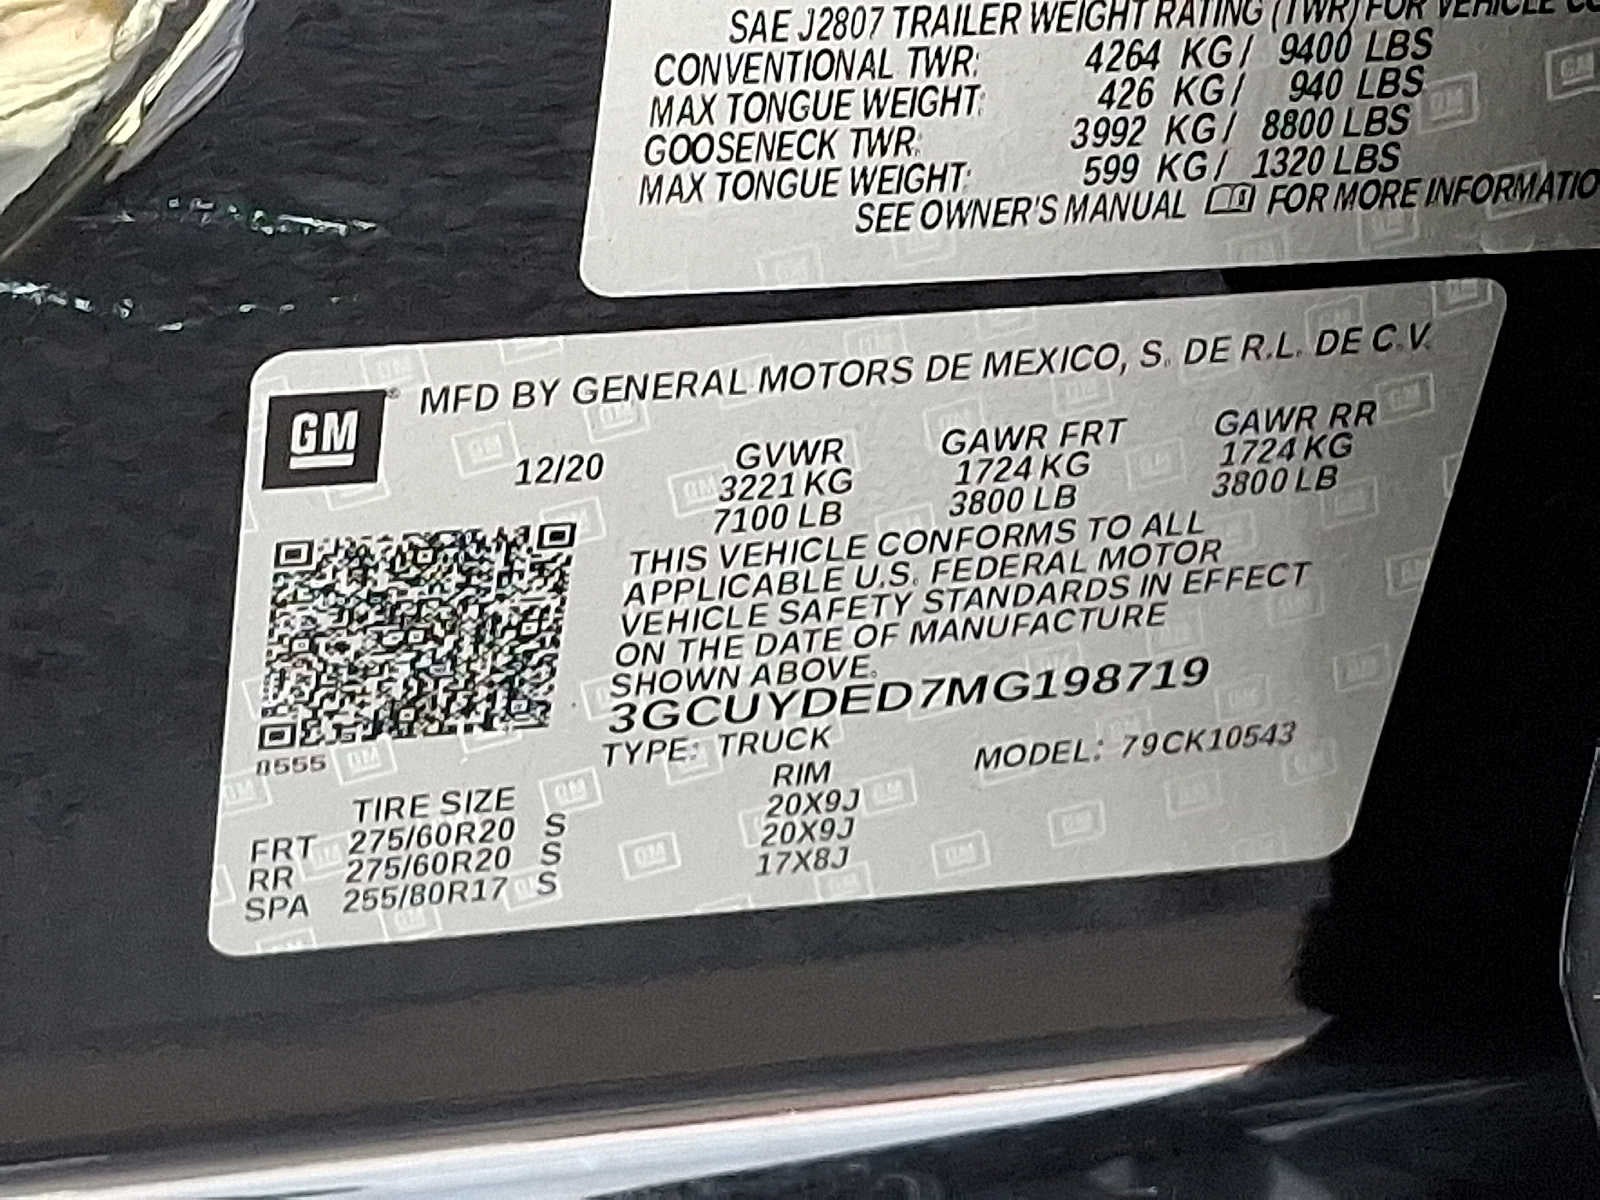 SAE J2807 TRAILER WEIGHT RATING (TWR) FOR VEHICLE
CONVENTIONAL TWR: 4264 KG/ 9400 LBS
MAX TONGUE WEIGHT: 426 KG/ 940 LBS
GOOSENECK TWR: 3992 KG/ 8800 LBS
MAX TONGUE WEIGHT: 599 KG/ 1320 LBS
SEE OWNER'S MANUAL FOR MORE INFORMATIO
GM ® MFD BY GENERAL MOTORS DE MEXICO, S. DE R.L. DE C.V.
12/20 GVWR GAWR FRT GAWR RR
3221 KG 1724 KG 1724 KG
7100 LB 3800 LB 3800 LB
THIS VEHICLE CONFORMS TO ALL
APPLICABLE U.S. FEDERAL MOTOR
VEHICLE SAFETY STANDARDS IN EFFECT
ON THE DATE OF MANUFACTURE
SHOWN ABOVE.
3GCUYDED7MG198719
0555 TYPE: TRUCK MODEL: 79CK10543
TIRE SIZE RIM
FRT 275/60R20 S 20X9J
RR 275/60R20 S 20X9J
SPA 255/80R17 S 17X8J